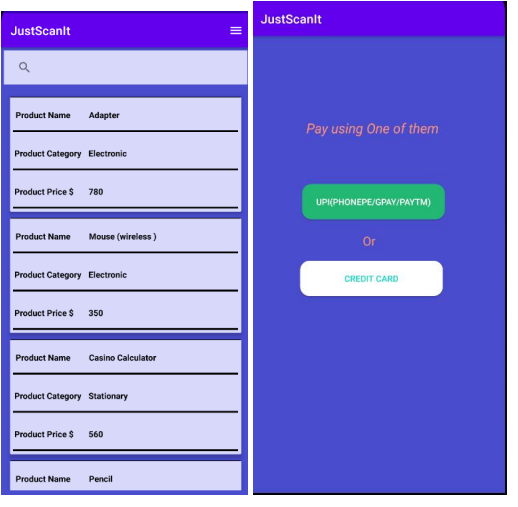 JustScanIt
Product Name Adapter
Product Category Electronic
Product Price $ 780
Product Name Mouse (wireless )
Product Category Electronic
Product Price $ 350
Product Name Casino Calculator
Product Category Stationary
Product Price $ 560
Product Name Pencil
JustScanIt
Pay using One of them
UPI(PHONEPE/GPAY/PAYTM)
Or
CREDIT CARD